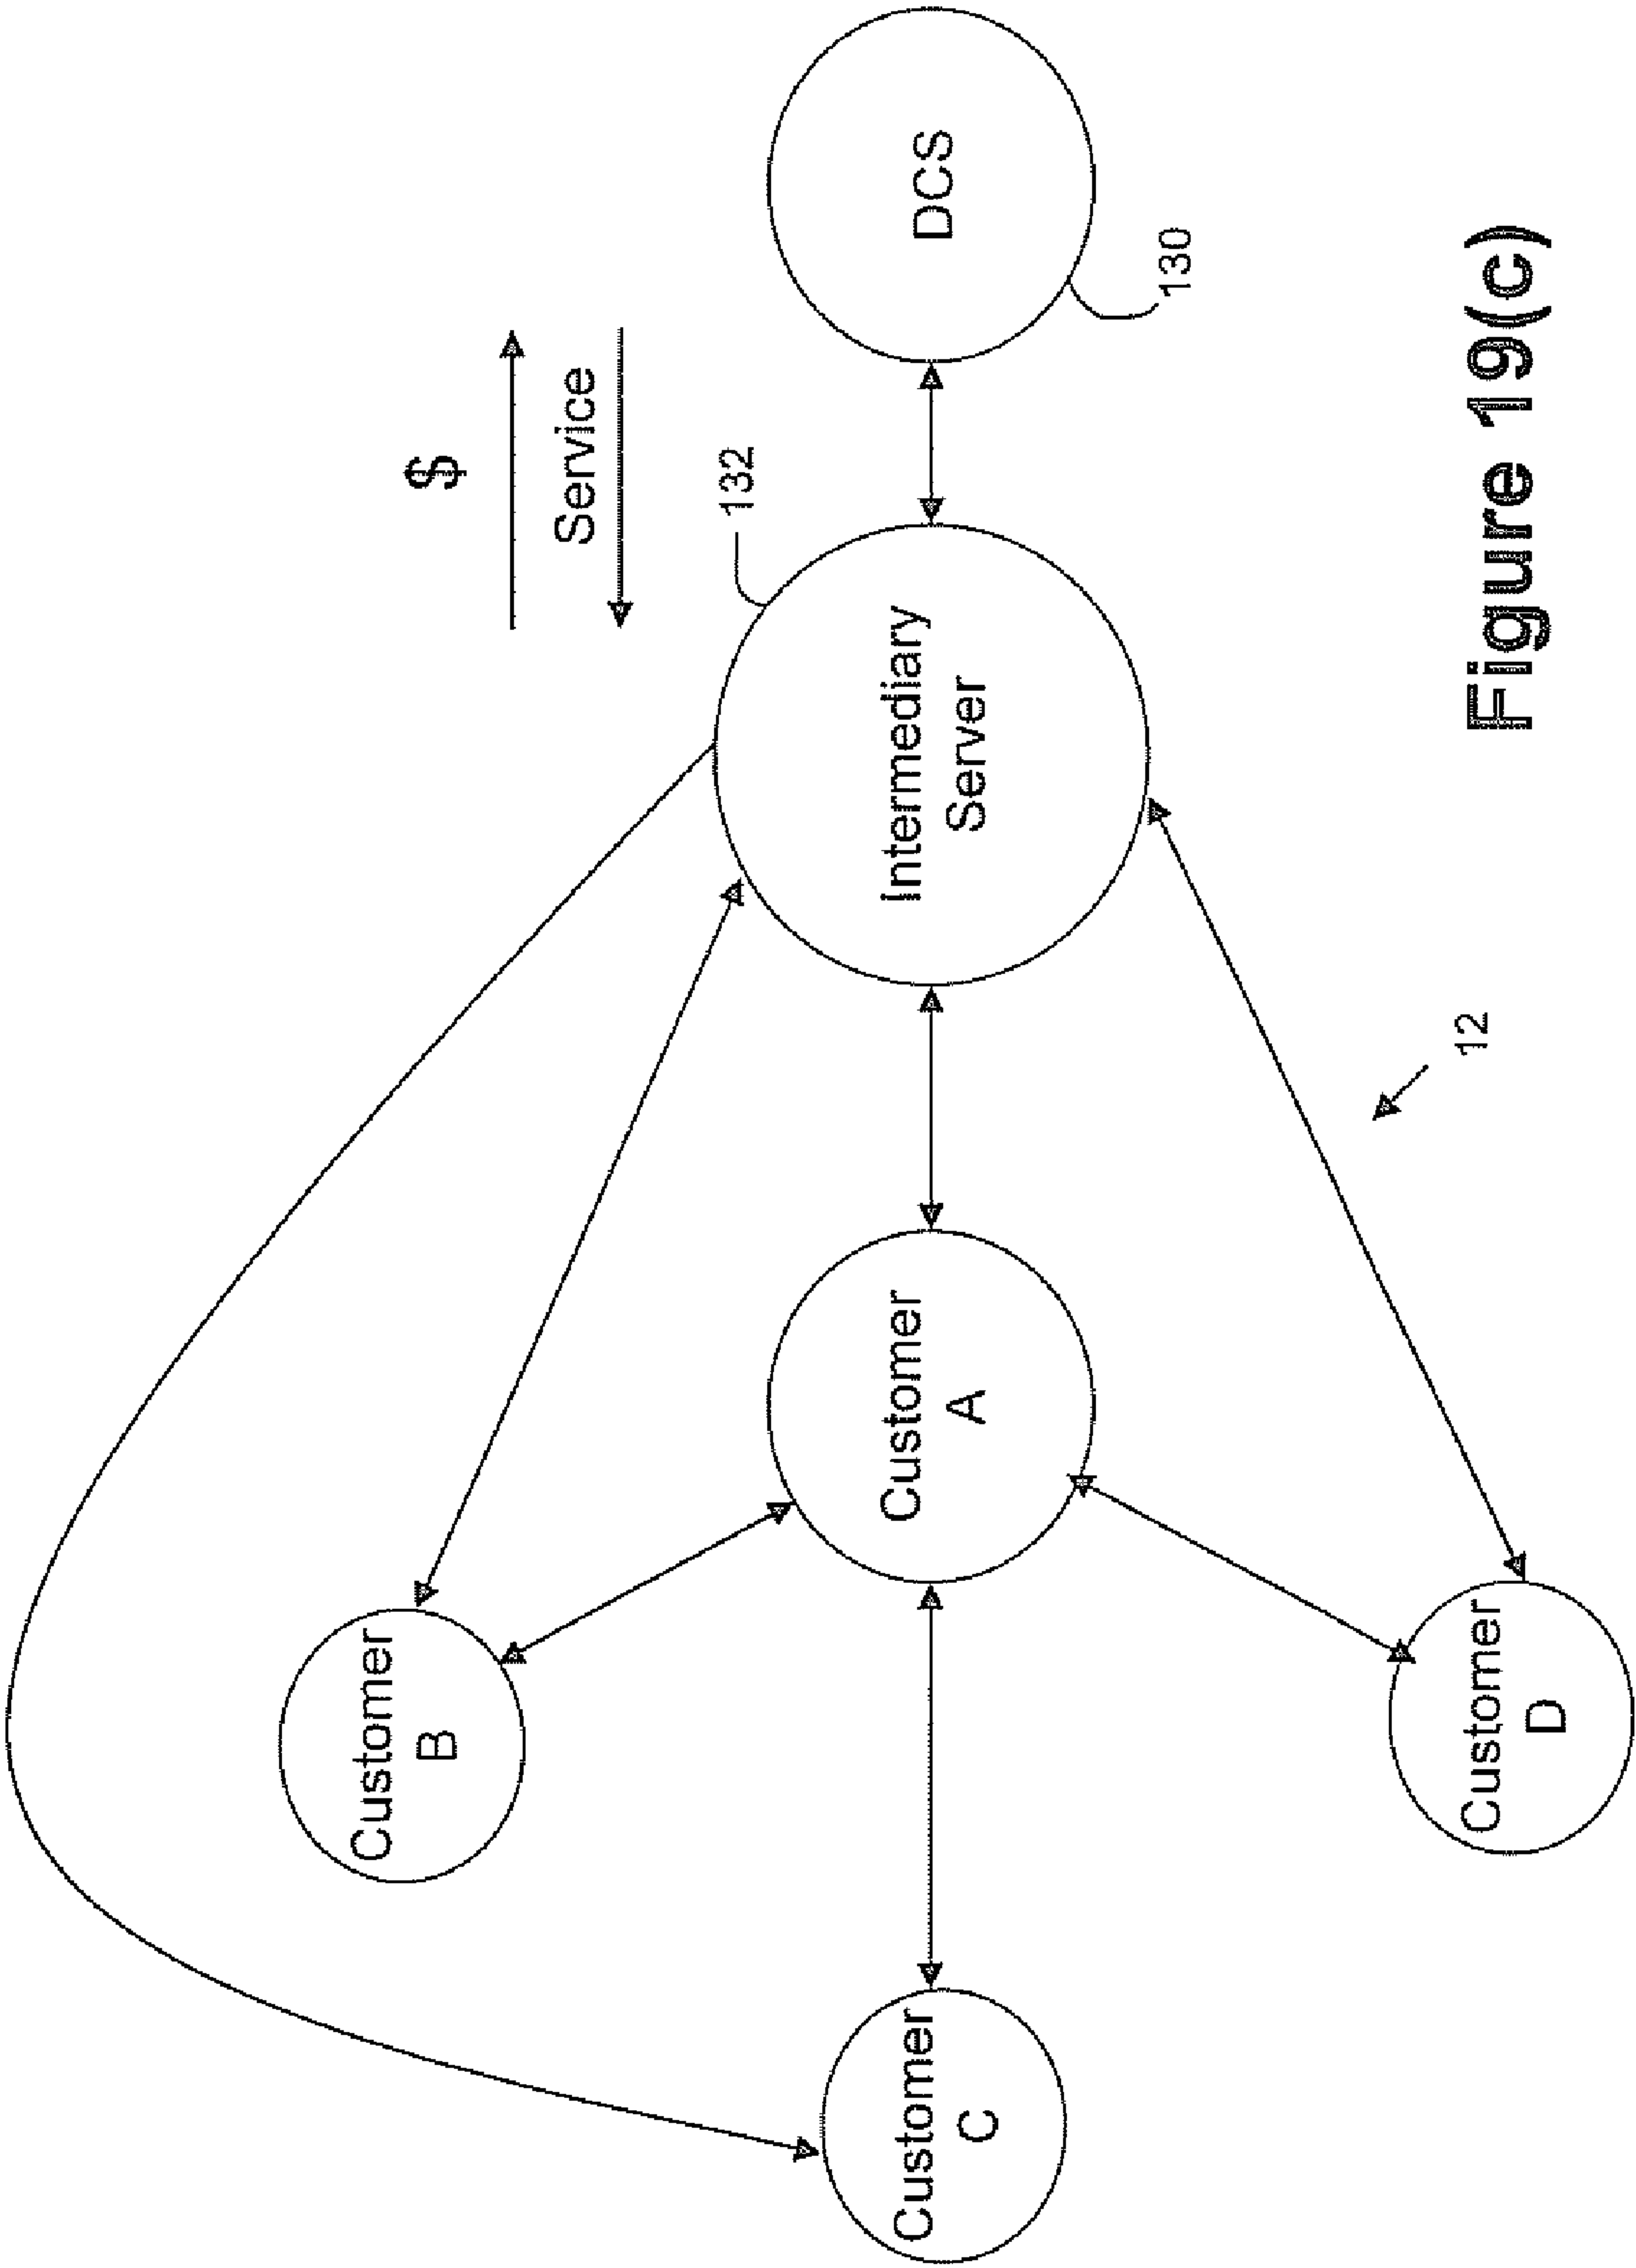 Customer
B
$
Service
132
Customer
C
Customer
A
Intermediary
Server
DCS
130
12
Customer
D
Figure 19(c)